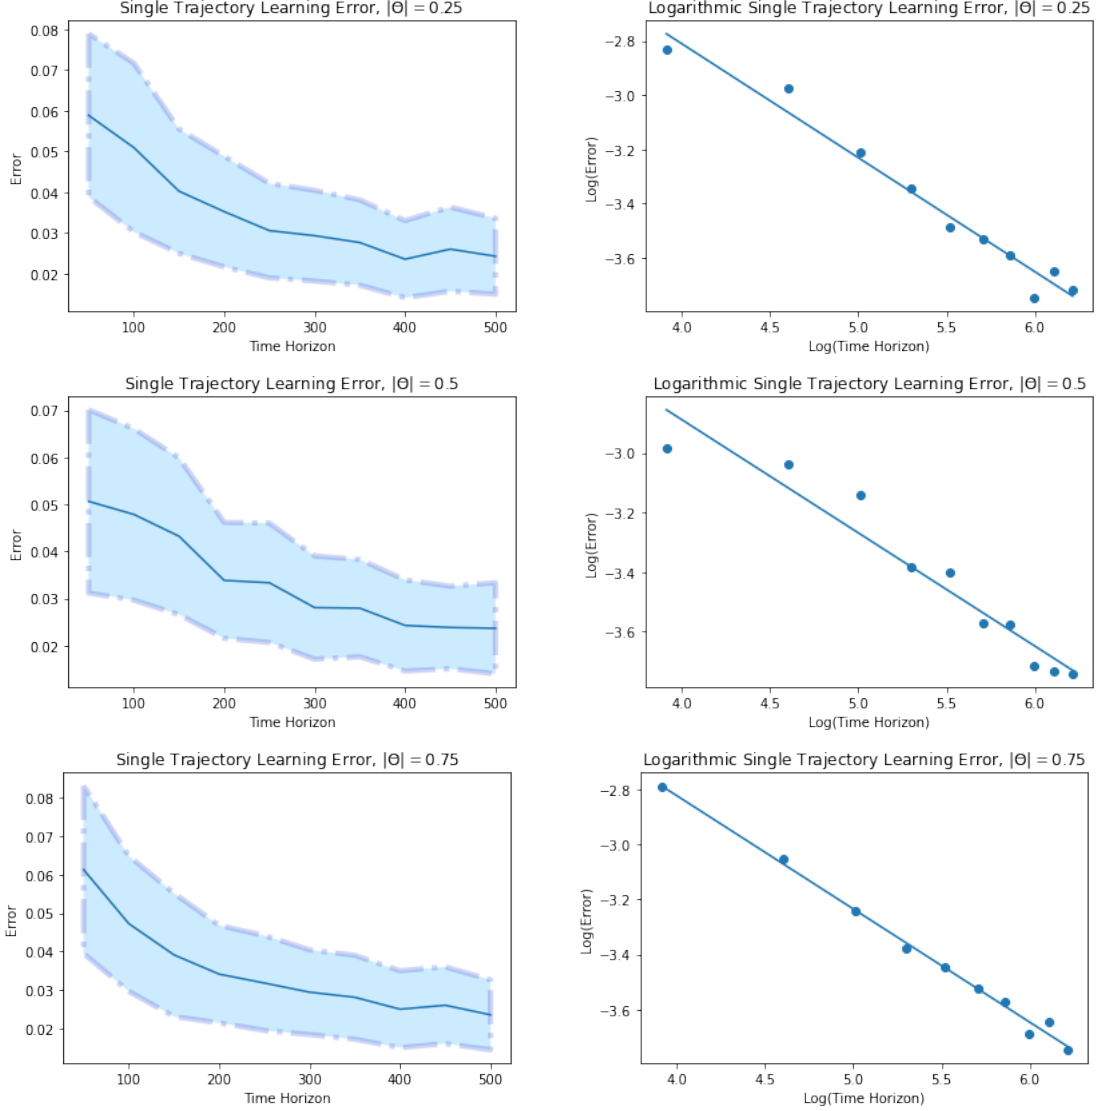 Single Trajectory Learning Error, |Θ| = 0.25
0.08
0.07
0.06
0.05
0.04
0.03
0.02
Error
100 200 300 400 500
Time Horizon
Logarithmic Single Trajectory Learning Error, |Θ| = 0.25
−2.8
−3.0
−3.2
−3.4
−3.6
Log(Error)
4.0 4.5 5.0 5.5 6.0
Log(Time Horizon)
Single Trajectory Learning Error, |Θ| = 0.5
0.07
0.06
0.05
0.04
0.03
0.02
Error
100 200 300 400 500
Time Horizon
Logarithmic Single Trajectory Learning Error, |Θ| = 0.5
−3.0
−3.2
−3.4
−3.6
Log(Error)
4.0 4.5 5.0 5.5 6.0
Log(Time Horizon)
Single Trajectory Learning Error, |Θ| = 0.75
0.08
0.07
0.06
0.05
0.04
0.03
0.02
Error
100 200 300 400 500
Time Horizon
Logarithmic Single Trajectory Learning Error, |Θ| = 0.75
−2.8
−3.0
−3.2
−3.4
−3.6
Log(Error)
4.0 4.5 5.0 5.5 6.0
Log(Time Horizon)